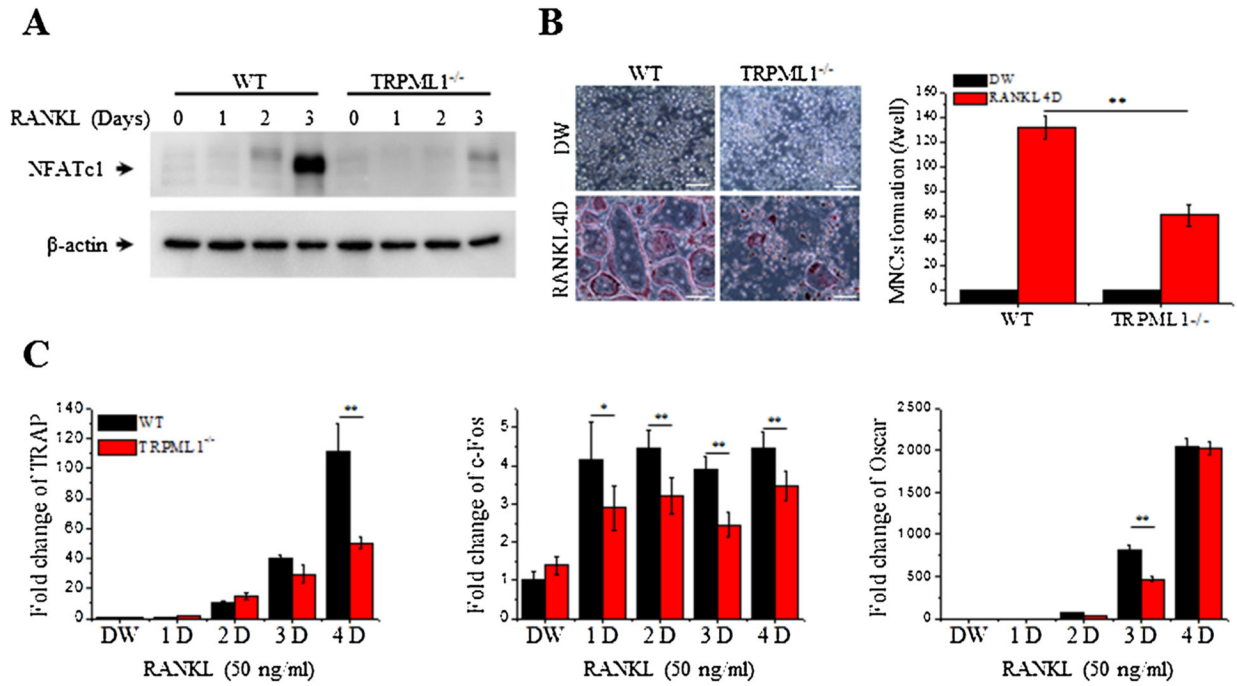 A
WT TRPML1-/-
RANKL (Days) 0 1 2 3 0 1 2 3
NFATc1
β-actin
B
WT TRPML1-/-
DW
RANKL 4D
MNC:s fomation (/well)
160
140
120
100
80
60
40
20
0
DW
RANKL 4D
**
WT TRPML1-/-
C
Fold change of TRAP
140
120
100
80
60
40
20
0
WT
TRPML1-/-
**
DW 1 D 2 D 3 D 4 D
RANKL (50 ng/ml)
Fold change of c-Fos
5
4
3
2
1
0
* ** ** **
DW 1 D 2 D 3 D 4 D
RANKL (50 ng/ml)
Fold change of Oscar
2500
2000
1500
1000
500
0
**
DW 1 D 2 D 3 D 4 D
RANKL (50 ng/ml)